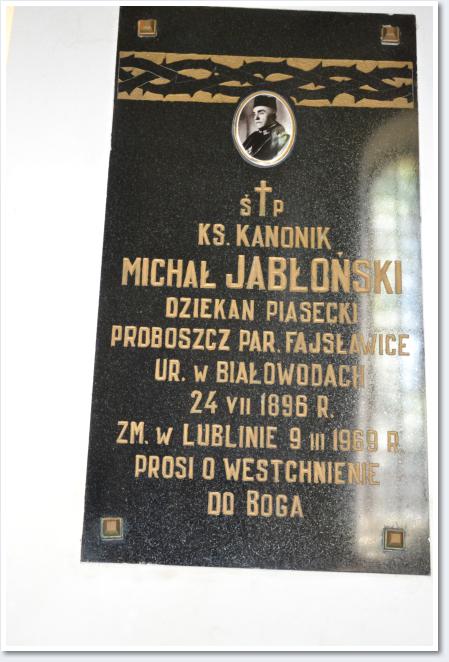 Ś † P
KS. KANONIK
MICHAŁ JABŁOŃSKI
DZIEKAN PIASECKI
PROBOSZCZ PAR. FAJSŁAWICE
UR. W BIAŁOWODACH
24 VII 1896 R.
ZM. W LUBLINIE 9 III 1969 R.
PROSI O WESTCHNIENIE
DO BOGA